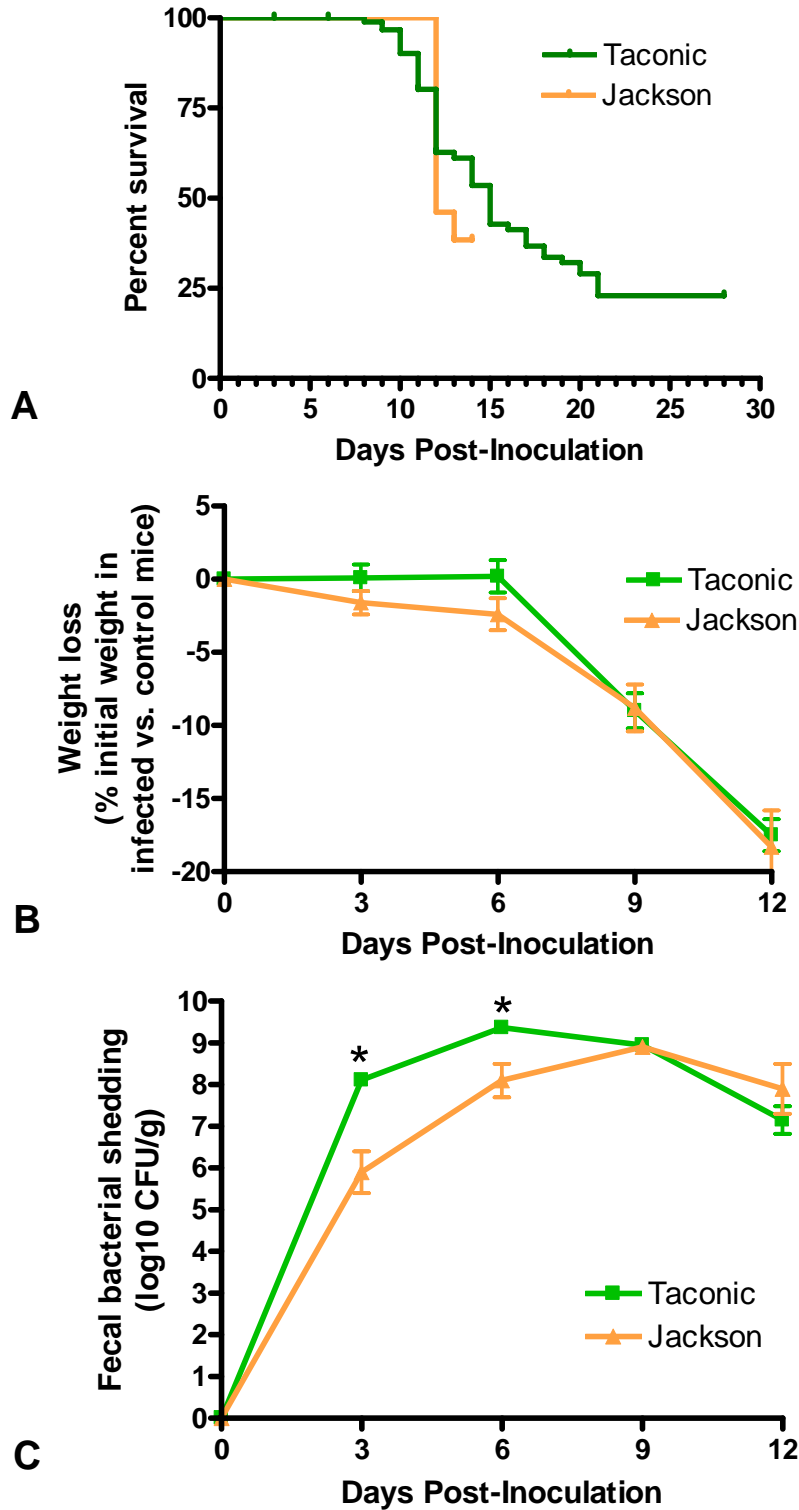 100
75
50
25
0
Percent survival
Taconic
Jackson
0 5 10 15 20 25 30
Days Post-Inoculation
A
5
0
-5
-10
-15
-20
Weight loss
(% initial weight in
infected vs. control mice)
Taconic
Jackson
0 3 6 9 12
Days Post-Inoculation
B
10
9
8
7
6
5
4
3
2
1
0
Fecal bacterial shedding
(log10 CFU/g)
*
*
Taconic
Jackson
0 3 6 9 12
Days Post-Inoculation
C